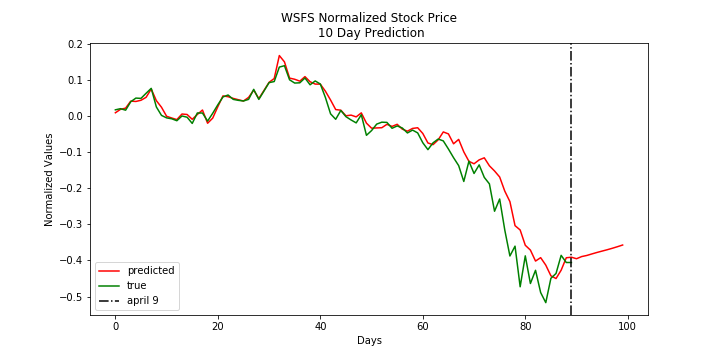 WSFS Normalized Stock Price
10 Day Prediction
0.2
0.1
0.0
−0.1
−0.2
−0.3
−0.4
−0.5
Normalized Values
predicted
true
april 9
0
20
40
60
80
100
Days